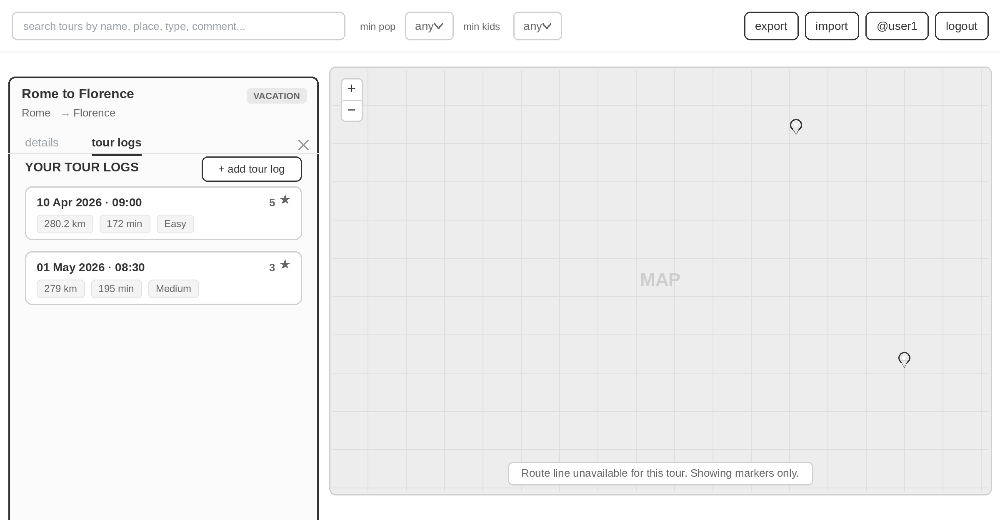 search tours by name, place, type, comment...
min pop
any
min kids
any
export
import
@user1
logout
Rome to Florence
VACATION
Rome → Florence
details
tour logs
YOUR TOUR LOGS
+ add tour log
10 Apr 2026 · 09:00
5 ★
280.2 km
172 min
Easy
01 May 2026 · 08:30
3 ★
279 km
195 min
Medium
+
−
MAP
Route line unavailable for this tour. Showing markers only.